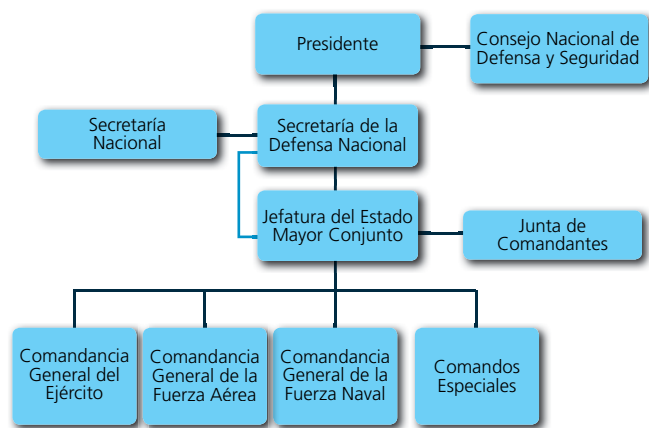 Presidente
Consejo Nacional de
Defensa y Seguridad
Secretaría
Nacional
Secretaría de la
Defensa Nacional
Jefatura del Estado
Mayor Conjunto
Junta de
Comandantes
Comandancia
General del
Ejército
Comandancia
General de la
Fuerza Aérea
Comandancia
General de la
Fuerza Naval
Comandos
Especiales